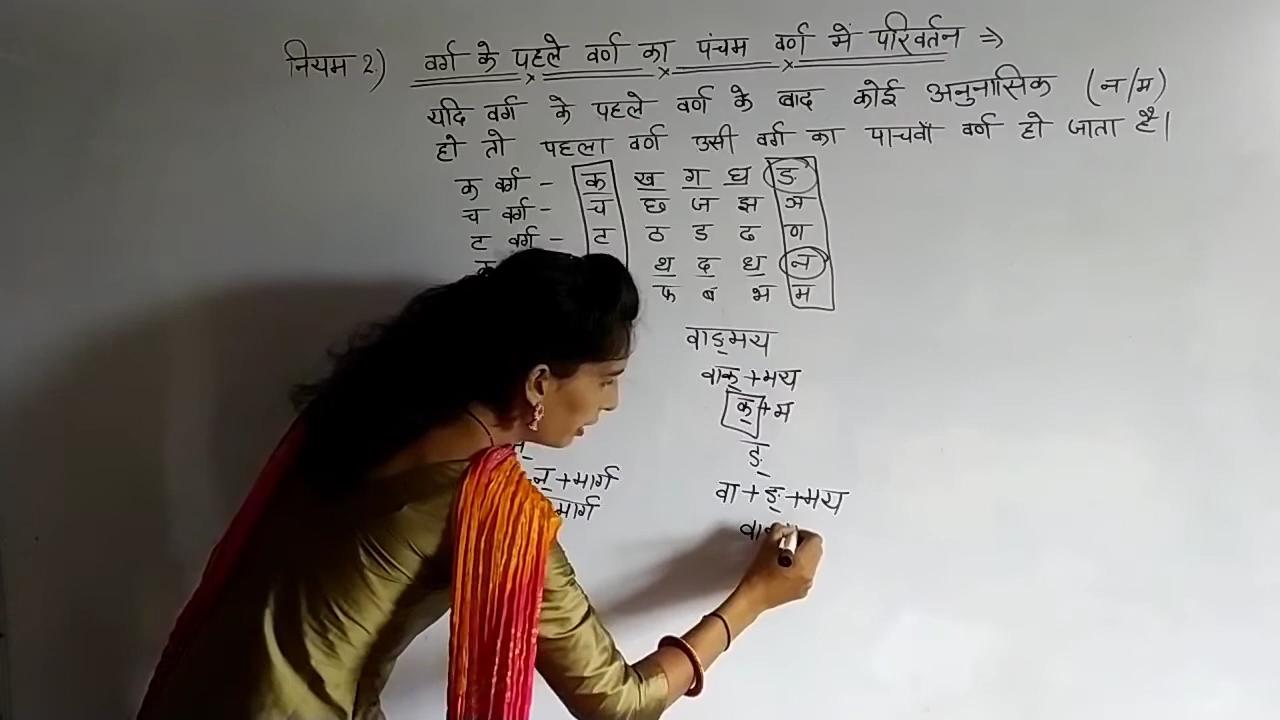 नियम 2) वर्ग के पहले वर्ण का पंचम वर्ण में परिवर्तन ⇒
यदि वर्ग के पहले वर्ण के बाद कोई अनुनासिक (न/म)
हो तो पहला वर्ण उसी वर्ग का पाचवाँ वर्ण हो जाता है।
क वर्ग - क ख ग घ ङ
च वर्ग - च छ ज झ ञ
ट वर्ग - ट ठ ड ढ ण
थ द ध न
फ ब भ म
वाङ्मय
वाक् + मय
क् + म
ङ्
न् + मार्ग
वा + ङ् + मय
मार्ग